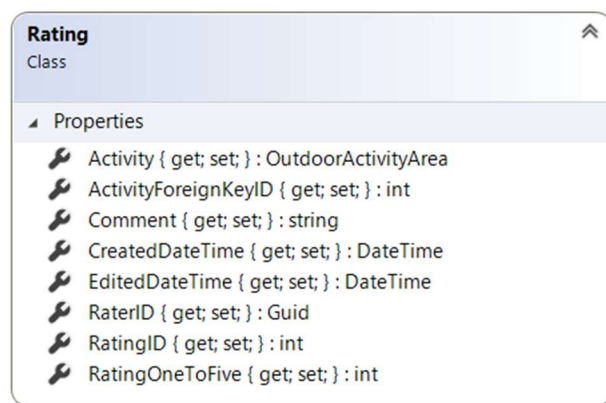 Rating
Class
Properties
Activity { get; set; } : OutdoorActivityArea
ActivityForeignKeyID { get; set; } : int
Comment { get; set; } : string
CreatedDateTime { get; set; } : DateTime
EditedDateTime { get; set; } : DateTime
RaterID { get; set; } : Guid
RatingID { get; set; } : int
RatingOneToFive { get; set; } : int